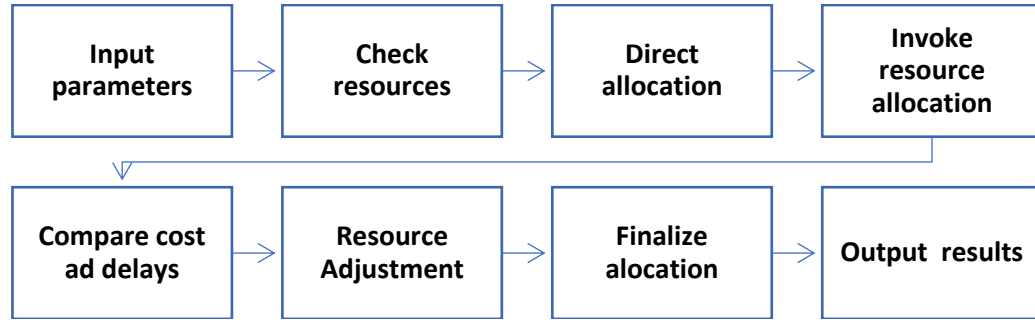 Input
parameters
Check
resources
Direct
allocation
Invoke
resource
allocation
Compare cost
ad delays
Resource
Adjustment
Finalize
alocation
Output  results